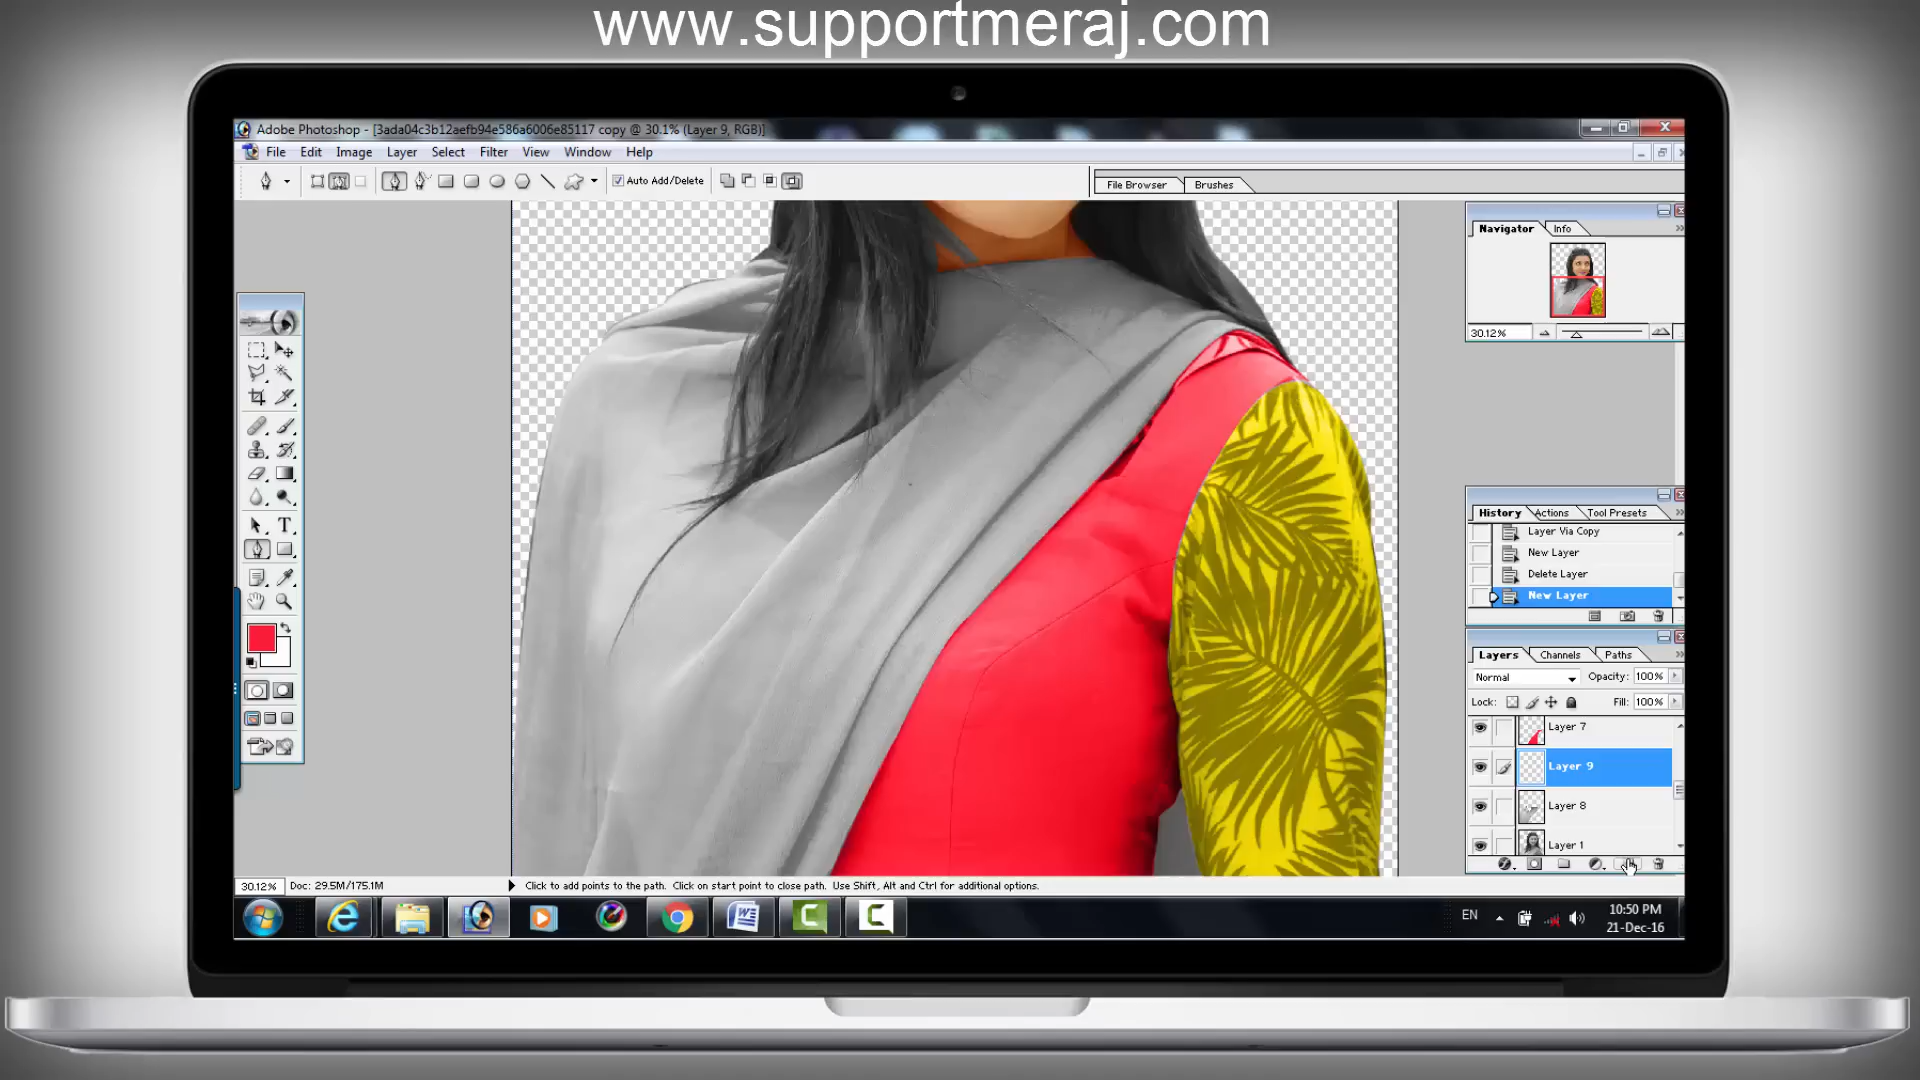 www.supportmeraj.com
Adobe Photoshop - [3ada04c3b12aefb94e586a6006e85117 copy @ 30.1% (Layer 9, RGB)]
File Edit Image Layer Select Filter View Window Help
Auto Add/Delete
File Browser Brushes
Navigator Info
30.12%
History Actions Tool Presets
Layer Via Copy
New Layer
Delete Layer
New Layer
Layers Channels Paths
Normal Opacity: 100%
Lock: Fill: 100%
Layer 7
Layer 9
Layer 8
Layer 1
30.12% Doc: 29.5M/175.1M Click to add points to the path. Click on start point to close path. Use Shift, Alt and Ctrl for additional options.
EN
10:50 PM
21-Dec-16